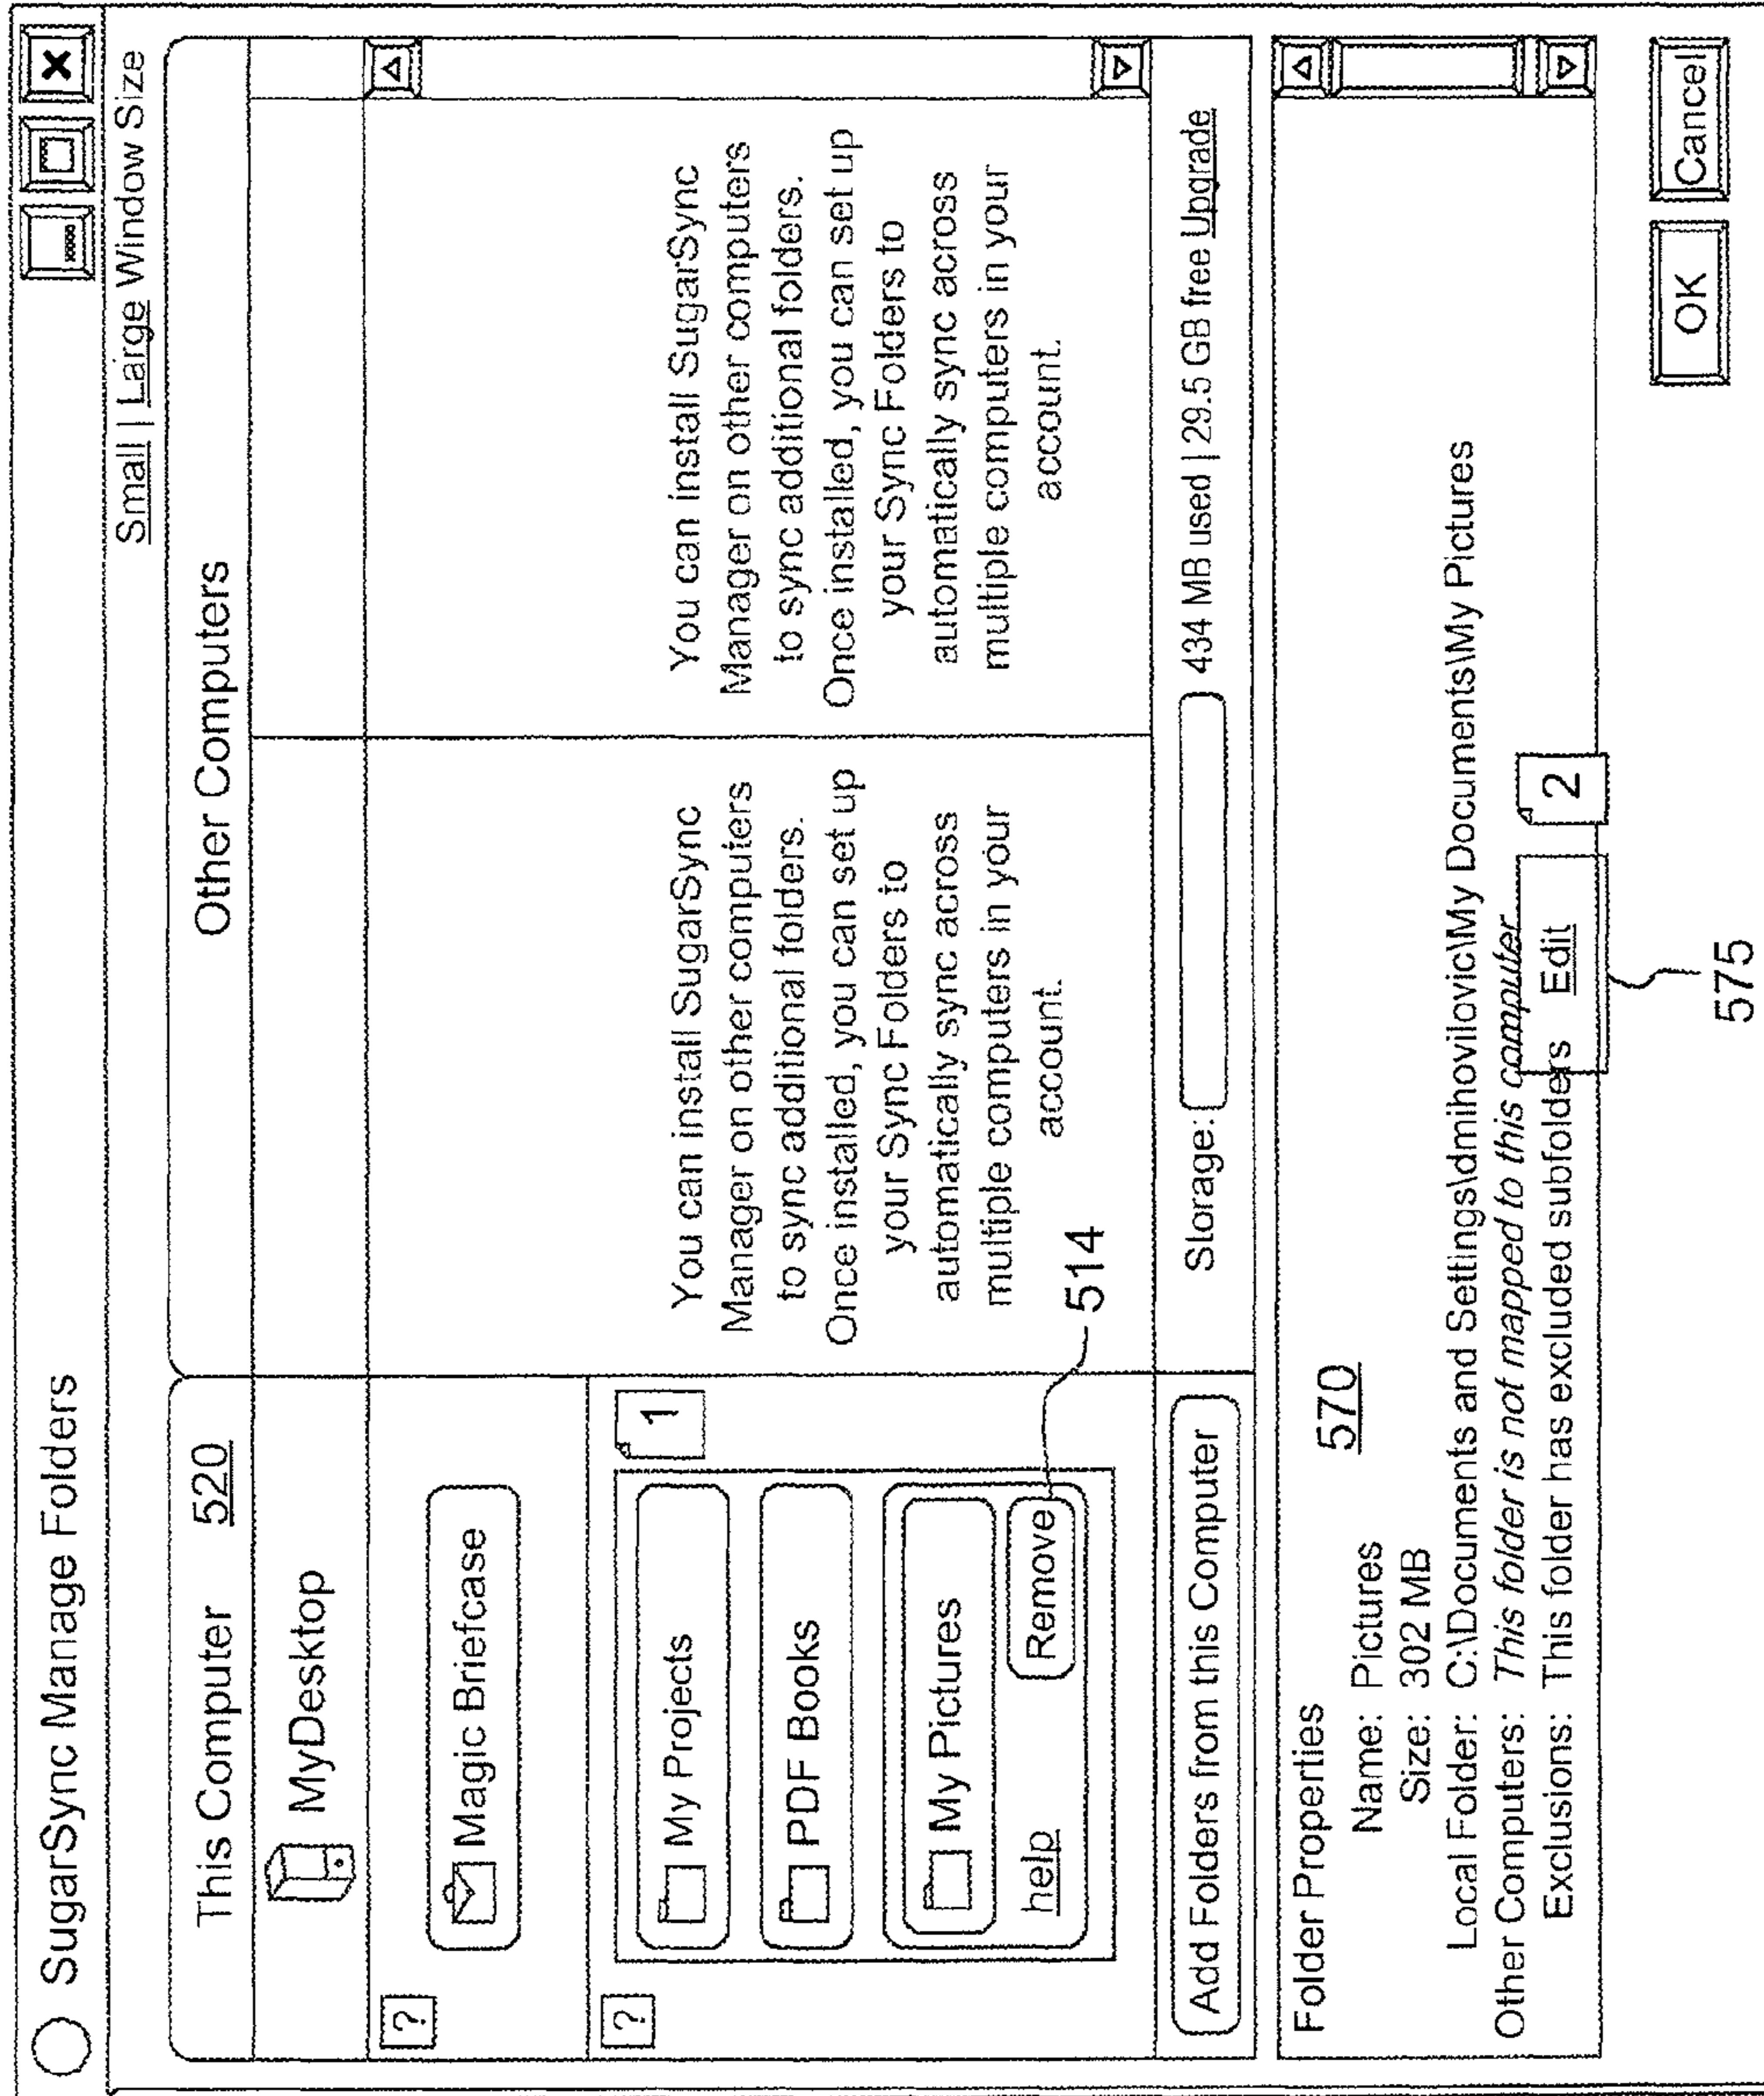 SugarSync Manage Folders
Small | Large Window Size
This Computer 520
Other Computers
MyDesktop
?
Magic Briefcase
?
1
My Projects
PDF Books
My Pictures
help
Remove
514
You can install SugarSync
Manager on other computers
to sync additional folders.
Once installed, you can set up
your Sync Folders to
automatically sync across
multiple computers in your
account.
You can install SugarSync
Manager on other computers
to sync additional folders.
Once installed, you can set up
your Sync Folders to
automatically sync across
multiple computers in your
account.
Add Folders from this Computer
Storage: 434 MB used | 29.5 GB free Upgrade
Folder Properties
570
Name: Pictures
Size: 302 MB
Local Folder: C:\Documents and Settings\dmihovilovic\My Documents\My Pictures
Other Computers: This folder is not mapped to this computer
Exclusions: This folder has excluded subfolders Edit
2
575
OK
Cancel